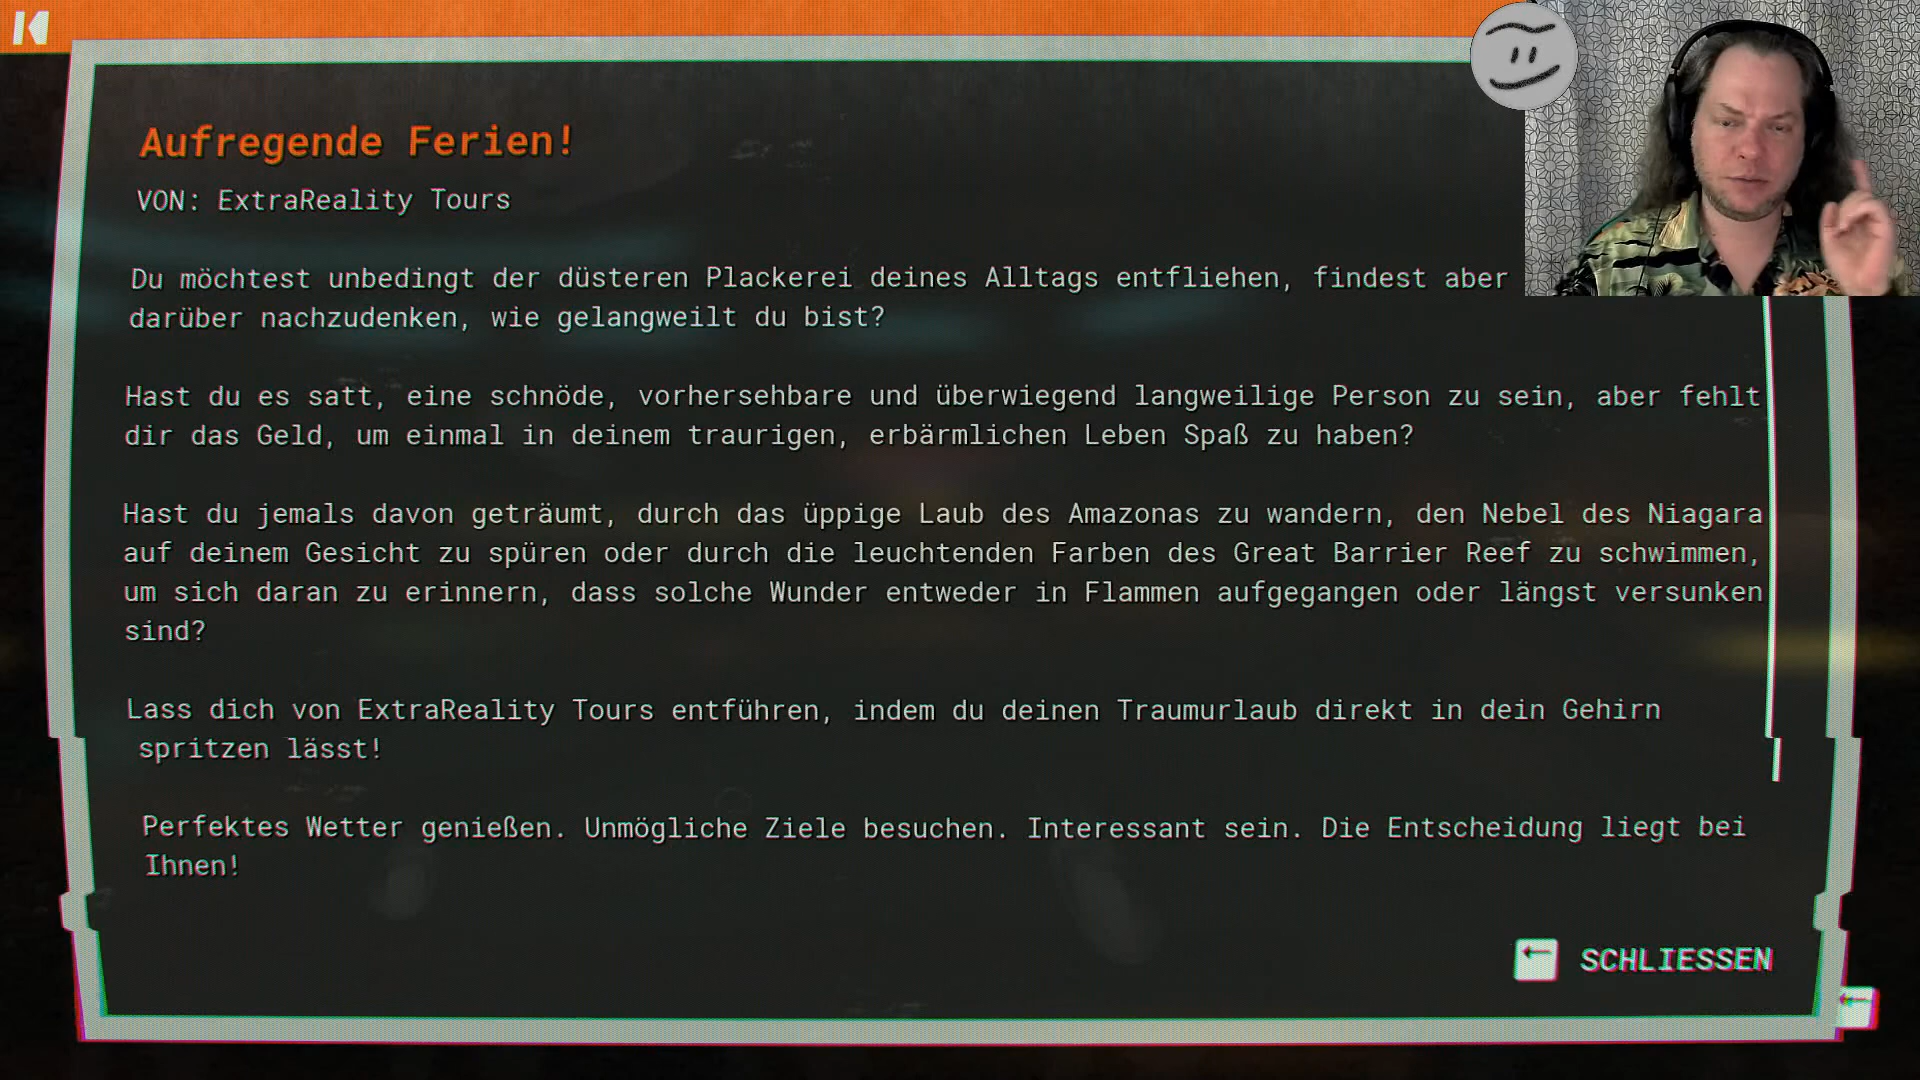 Aufregende Ferien!
VON: ExtraReality Tours
Du möchtest unbedingt der düsteren Plackerei deines Alltags entfliehen, findest aber
darüber nachzudenken, wie gelangweilt du bist?
Hast du es satt, eine schnöde, vorhersehbare und überwiegend langweilige Person zu sein, aber fehlt
dir das Geld, um einmal in deinem traurigen, erbärmlichen Leben Spaß zu haben?
Hast du jemals davon geträumt, durch das üppige Laub des Amazonas zu wandern, den Nebel des Niagara
auf deinem Gesicht zu spüren oder durch die leuchtenden Farben des Great Barrier Reef zu schwimmen,
um sich daran zu erinnern, dass solche Wunder entweder in Flammen aufgegangen oder längst versunken
sind?
Lass dich von ExtraReality Tours entführen, indem du deinen Traumurlaub direkt in dein Gehirn
spritzen lässt!
Perfektes Wetter genießen. Unmögliche Ziele besuchen. Interessant sein. Die Entscheidung liegt bei
Ihnen!
SCHLIESSEN